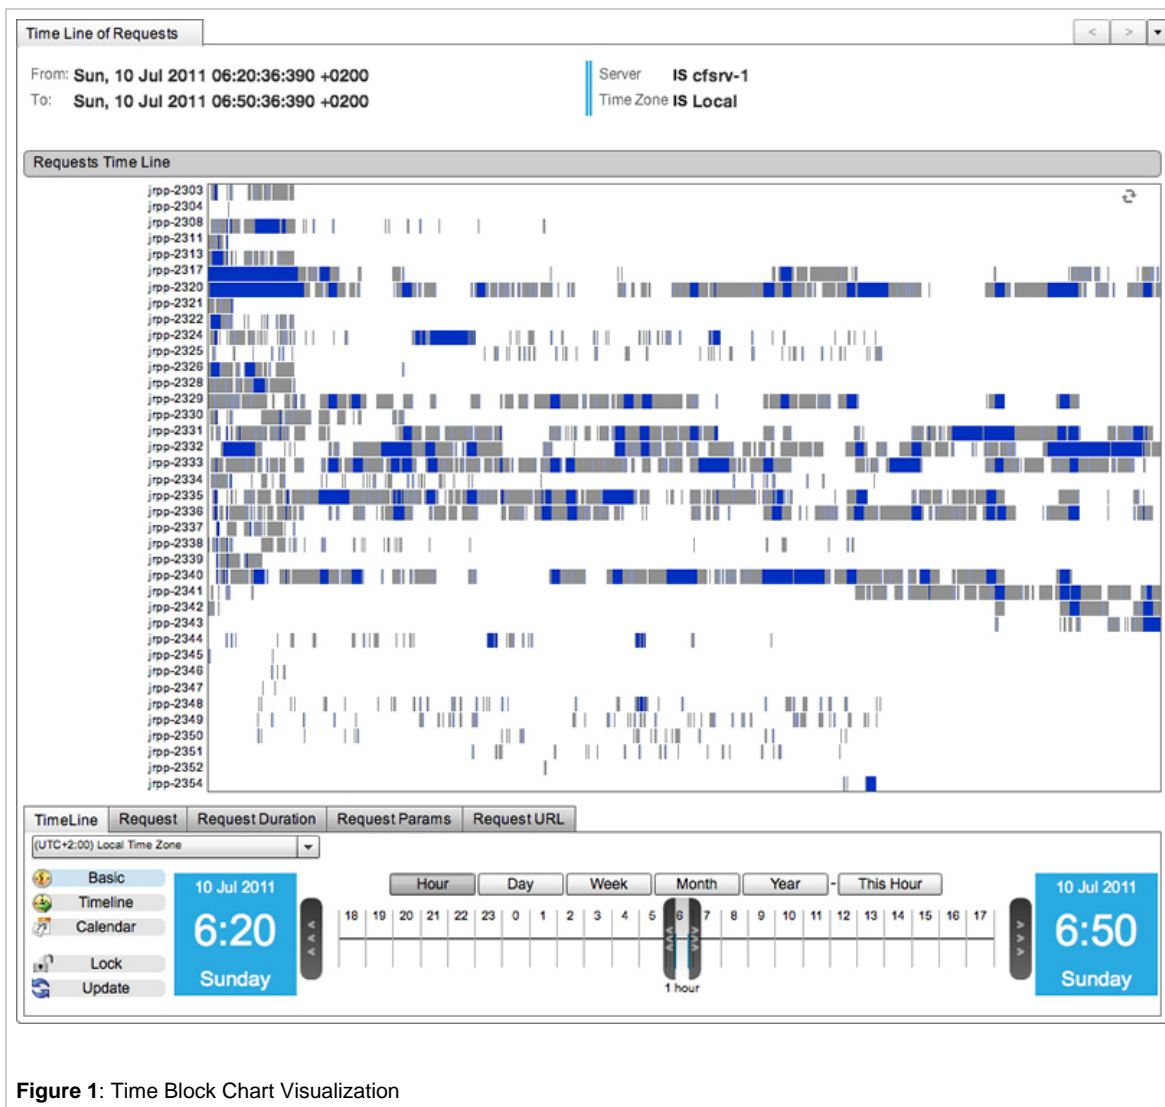 Time Line of Requests
< >
From: Sun, 10 Jul 2011 06:20:36:390 +0200
To: Sun, 10 Jul 2011 06:50:36:390 +0200
Server IS cfsrv-1
Time Zone IS Local
Requests Time Line
jrpp-2303
jrpp-2304
jrpp-2308
jrpp-2311
jrpp-2313
jrpp-2317
jrpp-2320
jrpp-2321
jrpp-2322
jrpp-2324
jrpp-2325
jrpp-2326
jrpp-2328
jrpp-2329
jrpp-2330
jrpp-2331
jrpp-2332
jrpp-2333
jrpp-2334
jrpp-2335
jrpp-2336
jrpp-2337
jrpp-2338
jrpp-2339
jrpp-2340
jrpp-2341
jrpp-2342
jrpp-2343
jrpp-2344
jrpp-2345
jrpp-2346
jrpp-2347
jrpp-2348
jrpp-2349
jrpp-2350
jrpp-2351
jrpp-2352
jrpp-2354
TimeLine Request Request Duration Request Params Request URL
(UTC+2:00) Local Time Zone
Basic
Timeline
Calendar
Lock
Update
10 Jul 2011
6:20
Sunday
Hour Day Week Month Year - This Hour
18 19 20 21 22 23 0 1 2 3 4 5 6 7 8 9 10 11 12 13 14 15 16 17
1 hour
10 Jul 2011
6:50
Sunday
Figure 1: Time Block Chart Visualization